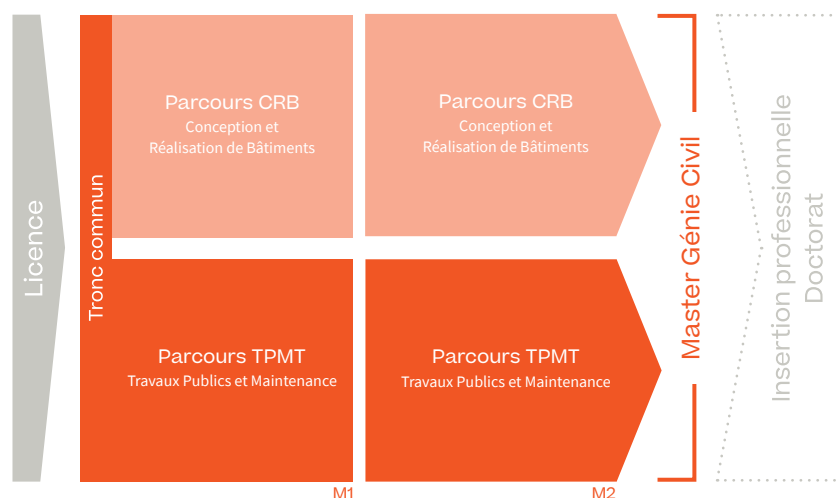 Licence
Tronc commun
Parcours CRB
Conception et
Réalisation de Bâtiments
Parcours CRB
Conception et
Réalisation de Bâtiments
Parcours TPMT
Travaux Publics et Maintenance
Parcours TPMT
Travaux Publics et Maintenance
M1
M2
Master Génie Civil
Insertion professionnelle
Doctorat